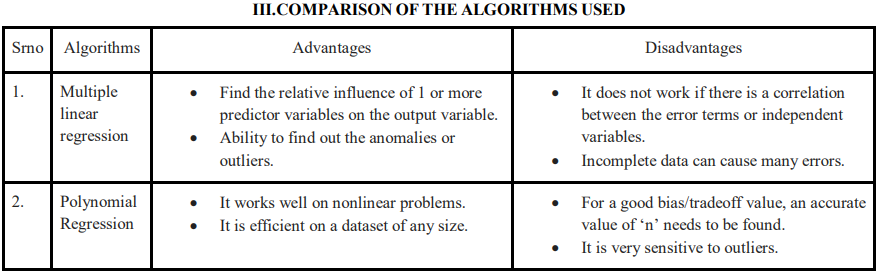 III.COMPARISON OF THE ALGORITHMS USED
Srno Algorithms Advantages Disadvantages
1. Multiple
linear
regression
• Find the relative influence of 1 or more
predictor variables on the output variable.
• Ability to find out the anomalies or
outliers.
• It does not work if there is a correlation
between the error terms or independent
variables.
• Incomplete data can cause many errors.
2. Polynomial
Regression
• It works well on nonlinear problems.
• It is efficient on a dataset of any size.
• For a good bias/tradeoff value, an accurate
value of ‘n’ needs to be found.
• It is very sensitive to outliers.